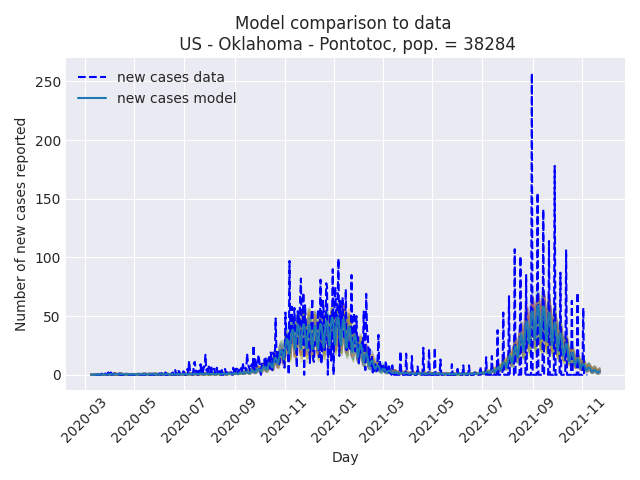 Model comparison to data
US - Oklahoma - Pontotoc, pop. = 38284
new cases data
new cases model
Number of new cases reported
250
200
150
100
50
0
2020-03
2020-05
2020-07
2020-09
2020-11
2021-01
2021-03
2021-05
2021-07
2021-09
2021-11
Day